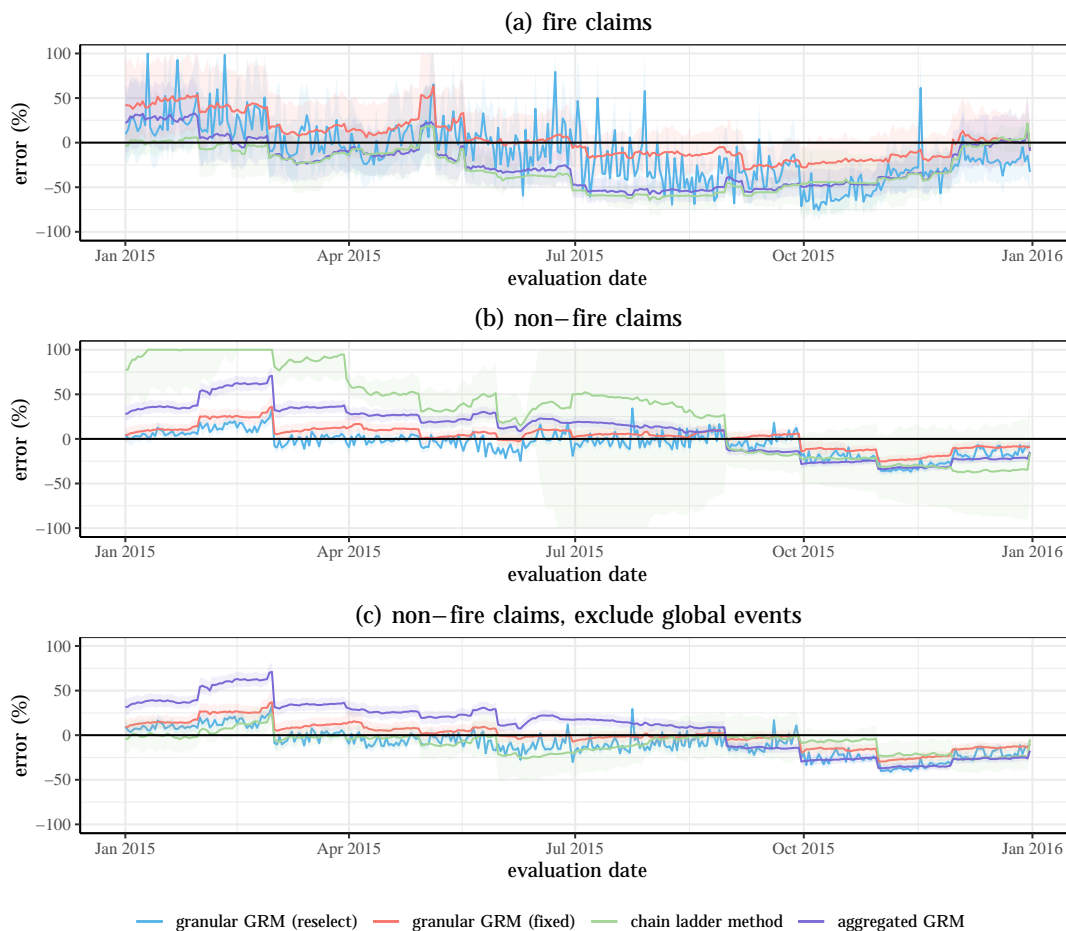 (a) fire claims
error (%)
100
50
0
−50
−100
Jan 2015
Apr 2015
Jul 2015
Oct 2015
Jan 2016
evaluation date
(b) non−fire claims
error (%)
100
50
0
−50
−100
Jan 2015
Apr 2015
Jul 2015
Oct 2015
Jan 2016
evaluation date
(c) non−fire claims, exclude global events
error (%)
100
50
0
−50
−100
Jan 2015
Apr 2015
Jul 2015
Oct 2015
Jan 2016
evaluation date
granular GRM (reselect)
granular GRM (fixed)
chain ladder method
aggregated GRM